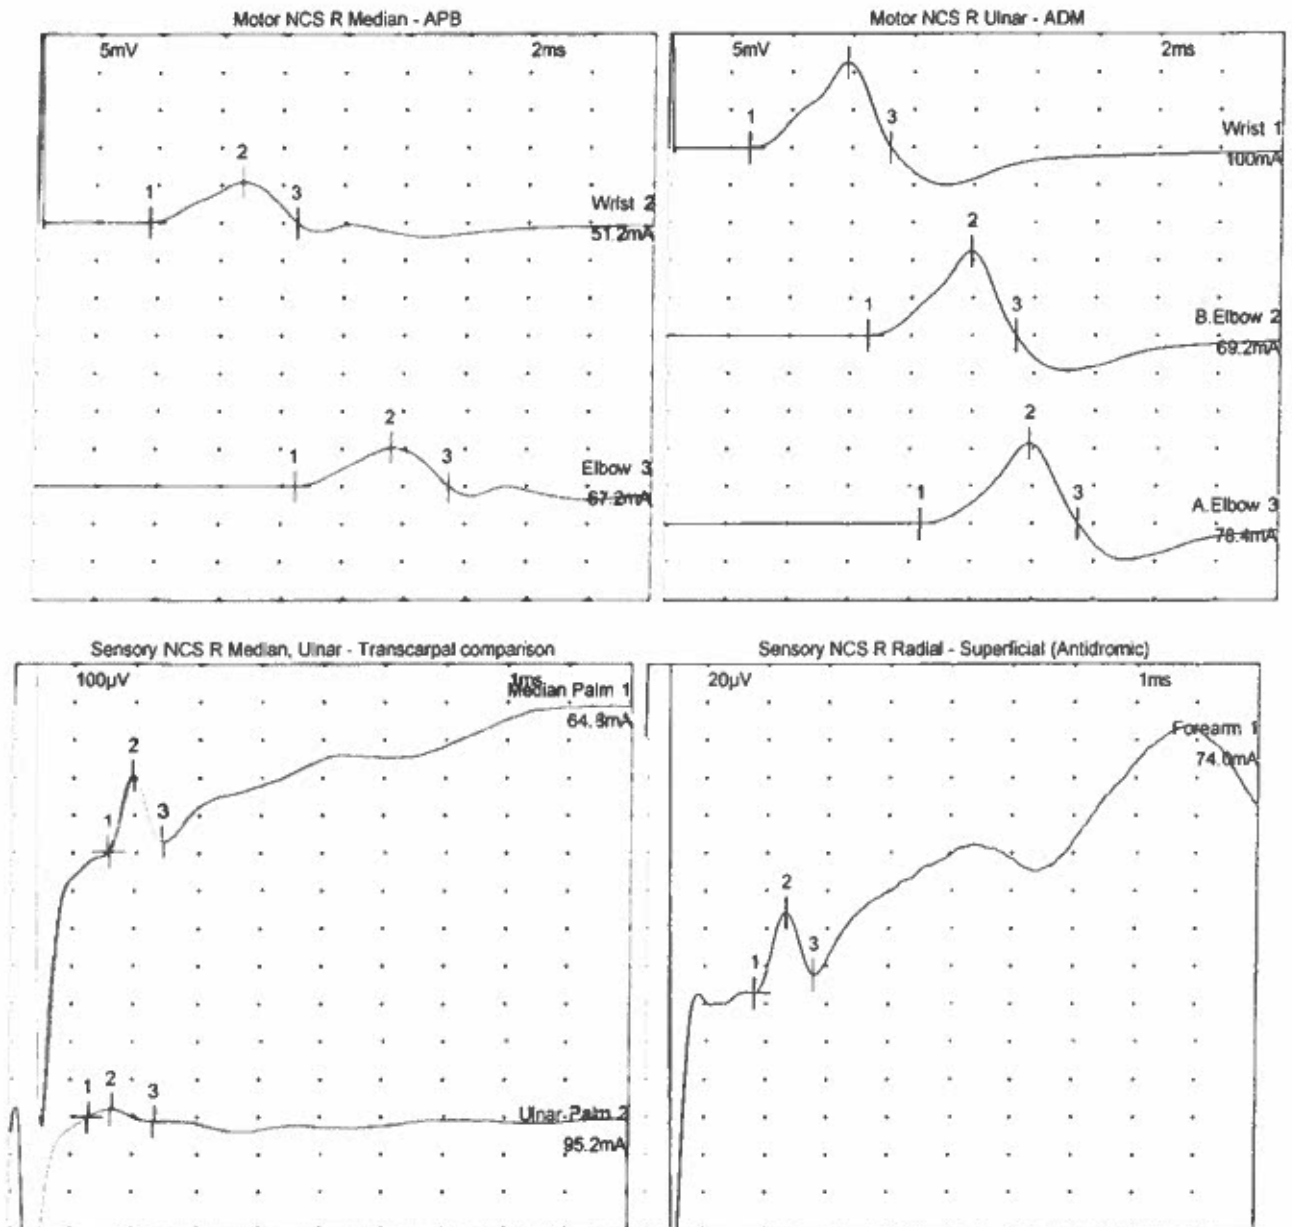 Motor NCS R Median - APB
5mV
2ms
2
1
3
Wrist 2
51.2mA
2
1
3
Elbow 3
67.2mA
Motor NCS R Ulnar - ADM
5mV
2ms
1
3
Wrist 1
100mA
2
1
3
B.Elbow 2
69.2mA
2
1
3
A.Elbow 3
78.4mA
Sensory NCS R Median, Ulnar - Transcarpal comparison
100µV
1ms
Median Palm 1
64.8mA
2
1
3
1
2
3
Ulnar-Palm 2
95.2mA
Sensory NCS R Radial - Superficial (Antidromic)
20µV
1ms
Forearm 1
74.0mA
2
1
3